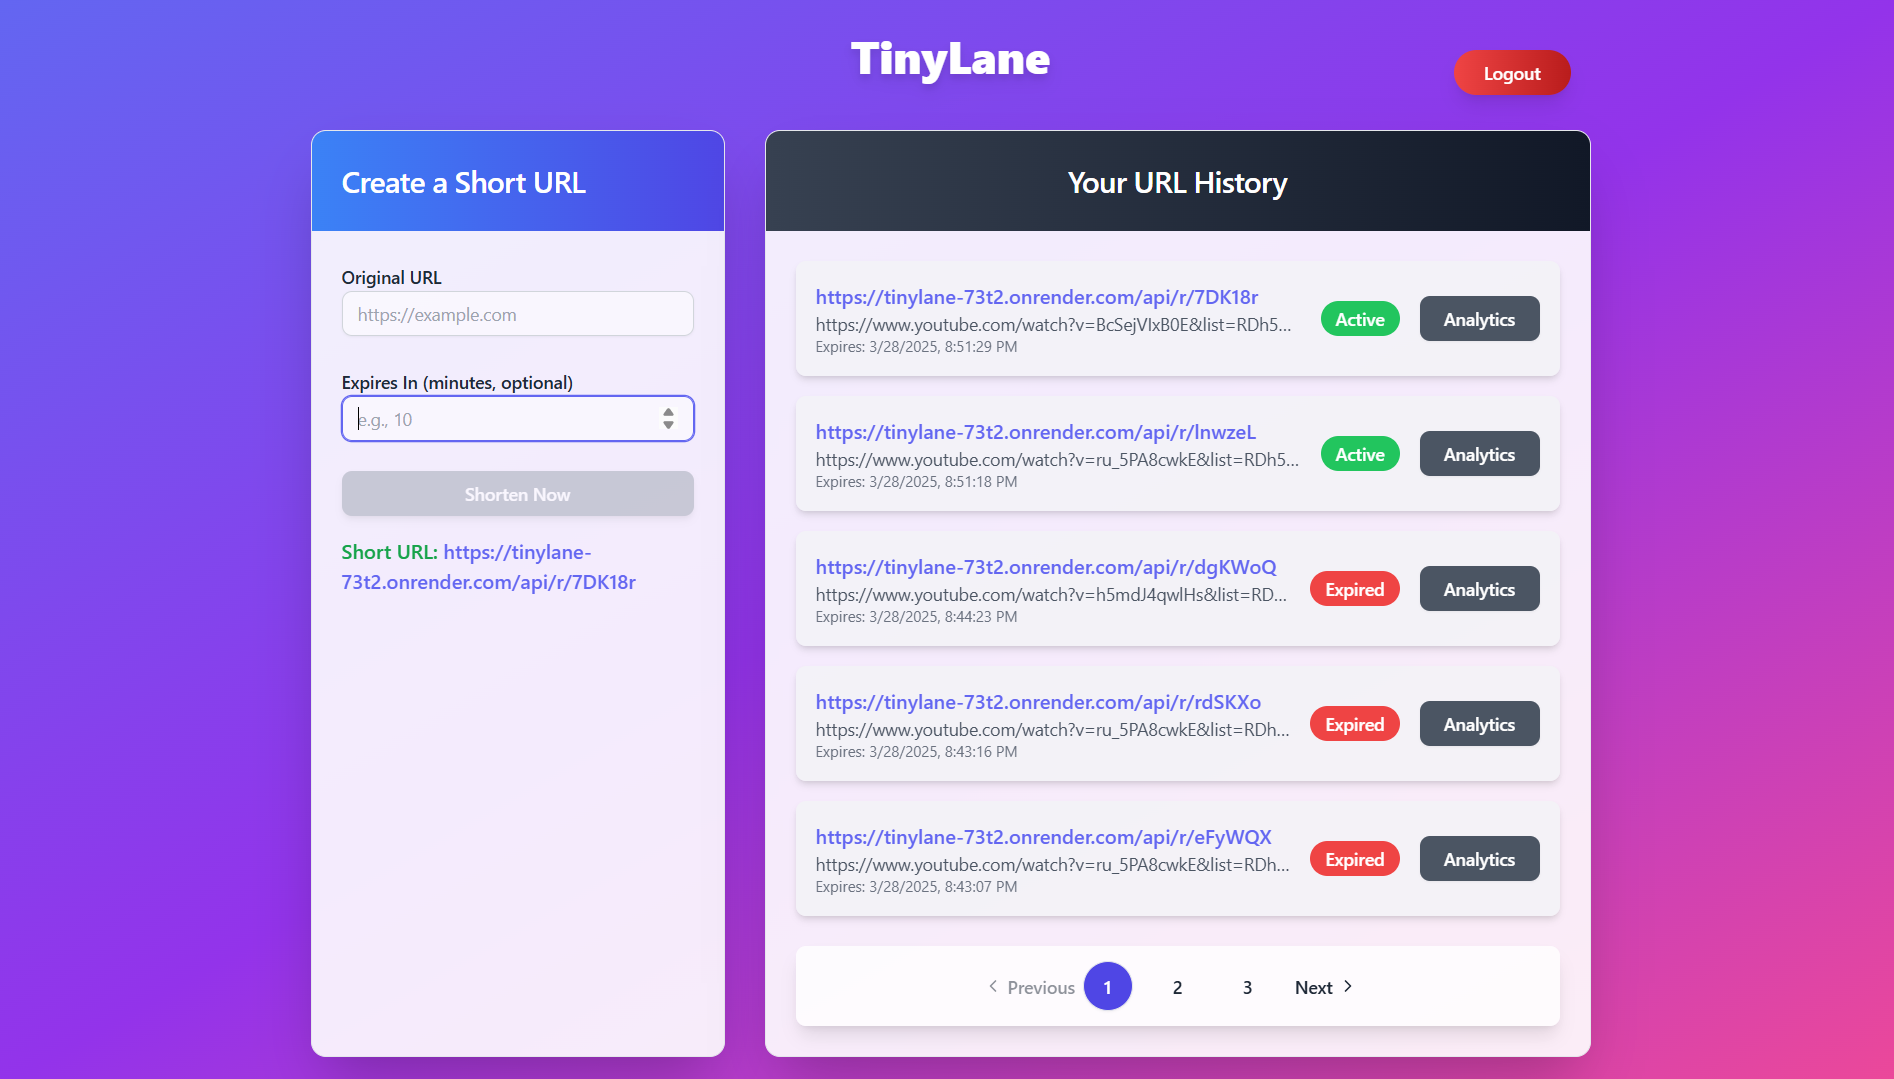 TinyLane
Logout
Create a Short URL
Original URL
https://example.com
Expires In (minutes, optional)
e.g., 10
Shorten Now
Short URL: https://tinylane-
73t2.onrender.com/api/r/7DK18r
Your URL History
https://tinylane-73t2.onrender.com/api/r/7DK18r
https://www.youtube.com/watch?v=BcSejVIxB0E&list=RDh5...
Expires: 3/28/2025, 8:51:29 PM
Active
Analytics
https://tinylane-73t2.onrender.com/api/r/lnwzeL
https://www.youtube.com/watch?v=ru_5PA8cwkE&list=RDh5...
Expires: 3/28/2025, 8:51:18 PM
Active
Analytics
https://tinylane-73t2.onrender.com/api/r/dgKWoQ
https://www.youtube.com/watch?v=h5mdJ4qwlHs&list=RD...
Expires: 3/28/2025, 8:44:23 PM
Expired
Analytics
https://tinylane-73t2.onrender.com/api/r/rdSKXo
https://www.youtube.com/watch?v=ru_5PA8cwkE&list=RDh...
Expires: 3/28/2025, 8:43:16 PM
Expired
Analytics
https://tinylane-73t2.onrender.com/api/r/eFyWQX
https://www.youtube.com/watch?v=ru_5PA8cwkE&list=RDh...
Expires: 3/28/2025, 8:43:07 PM
Expired
Analytics
Previous 1 2 3 Next